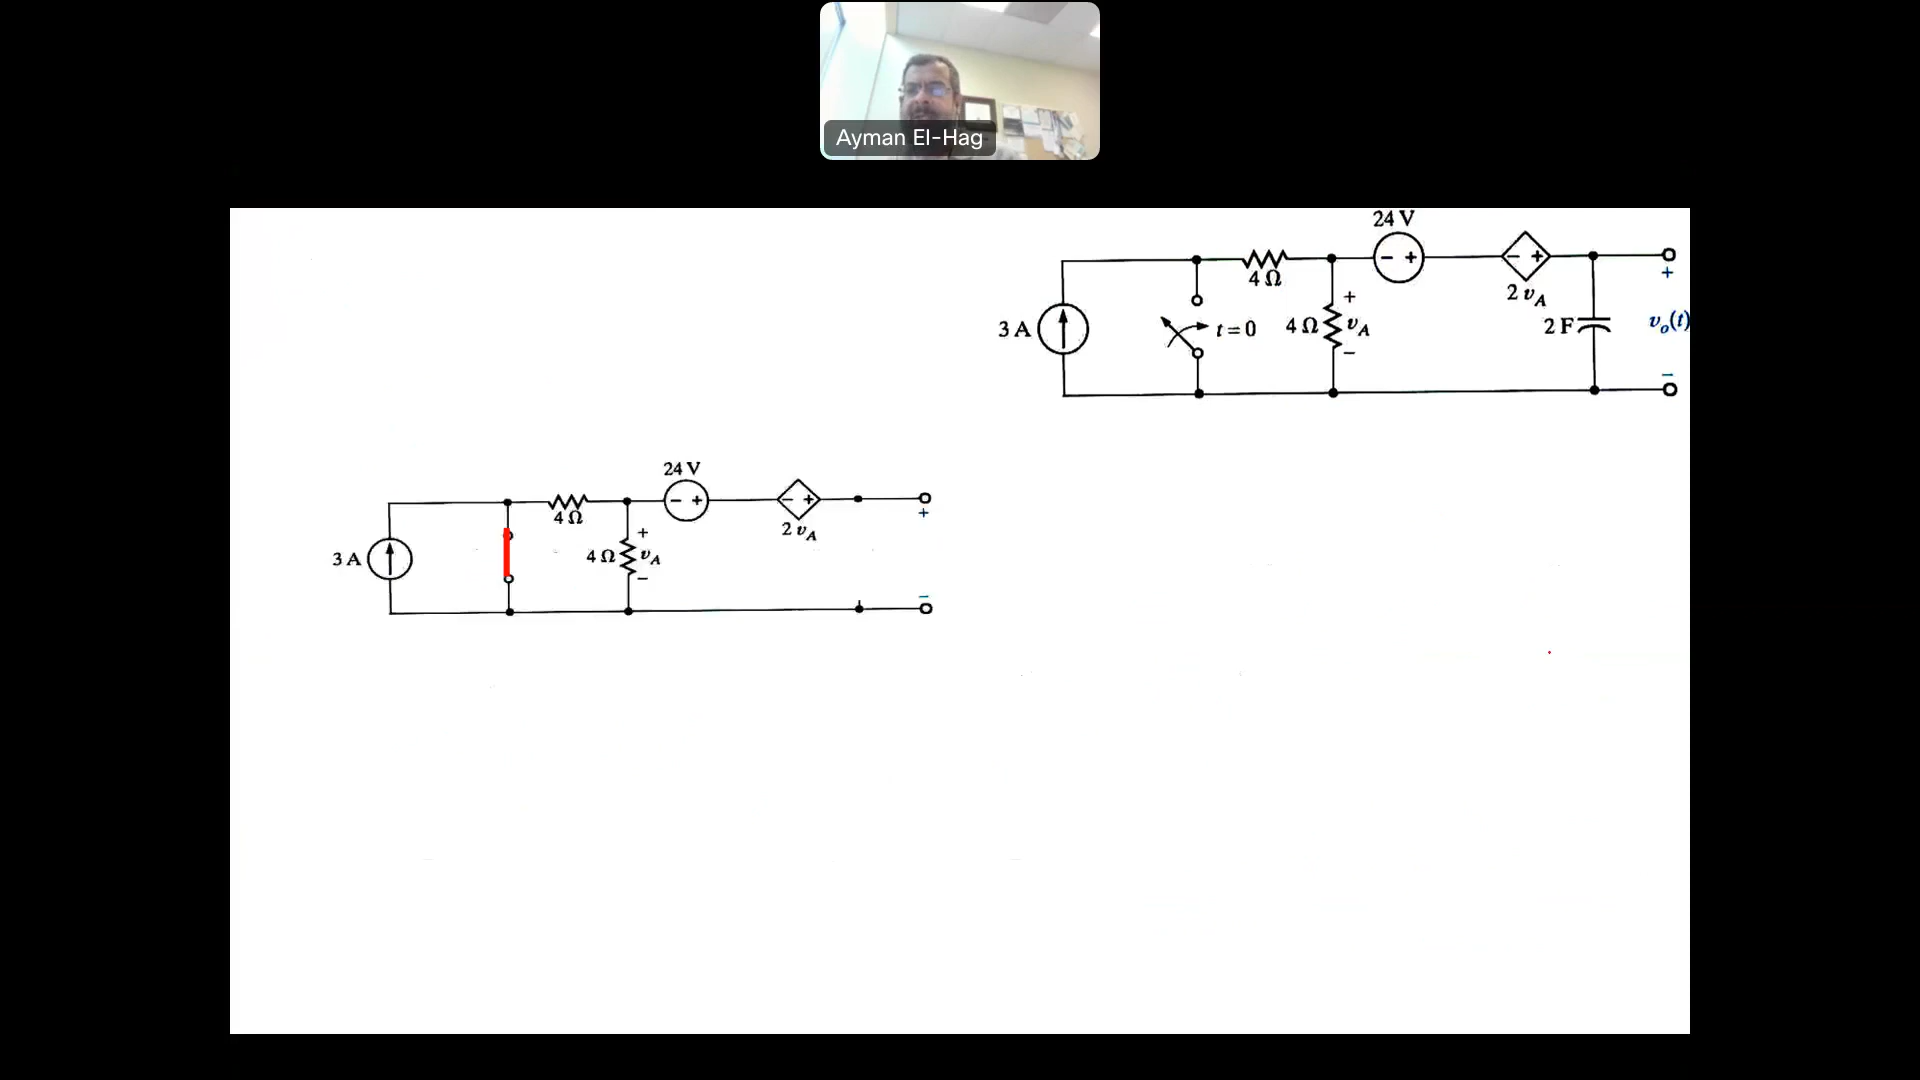 Ayman El-Hag
24 V
4 Ω
2 vA
3 A
t = 0
4 Ω
+
vA
−
2 F
+
vo(t)
−
24 V
4 Ω
2 vA
3 A
4 Ω
+
vA
−
+
−